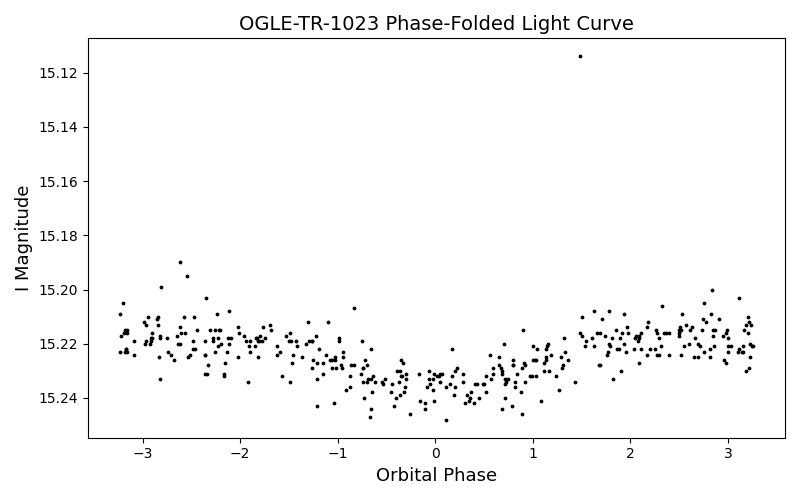 OGLE-TR-1023 Phase-Folded Light Curve
15.12
15.14
15.16
15.18
15.20
15.22
15.24
I Magnitude
−3 −2 −1 0 1 2 3
Orbital Phase